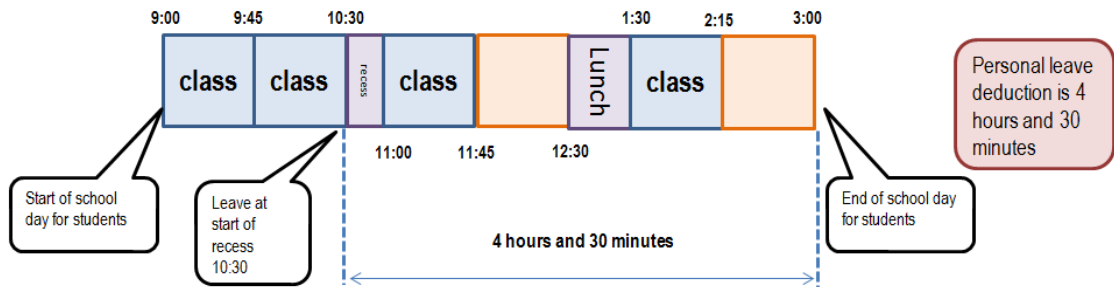 9:00 9:45 10:30 1:30 2:15 3:00
class class recess class Lunch class
11:00 11:45 12:30
Personal leave
deduction is 4
hours and 30
minutes
Start of school
day for students
Leave at
start of
recess
10:30
4 hours and 30 minutes
End of school day
for students